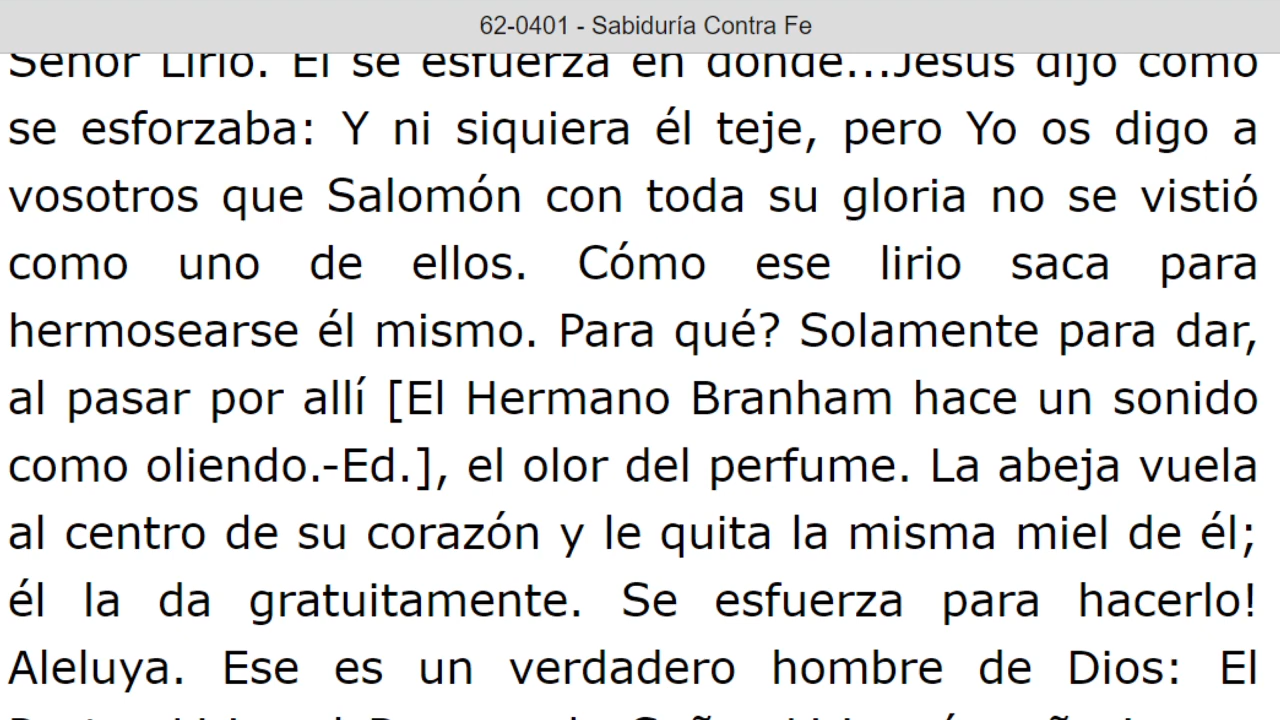 62-0401 - Sabiduría Contra Fe
Señor Lirio. El se esfuerza en donde...Jesús dijo cómo
se esforzaba: Y ni siquiera él teje, pero Yo os digo a
vosotros que Salomón con toda su gloria no se vistió
como uno de ellos. Cómo ese lirio saca para
hermosearse él mismo. Para qué? Solamente para dar,
al pasar por allí [El Hermano Branham hace un sonido
como oliendo.-Ed.], el olor del perfume. La abeja vuela
al centro de su corazón y le quita la misma miel de él;
él la da gratuitamente. Se esfuerza para hacerlo!
Aleluya. Ese es un verdadero hombre de Dios: El